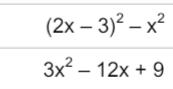 (2x – 3)² – x²
3x² – 12x + 9